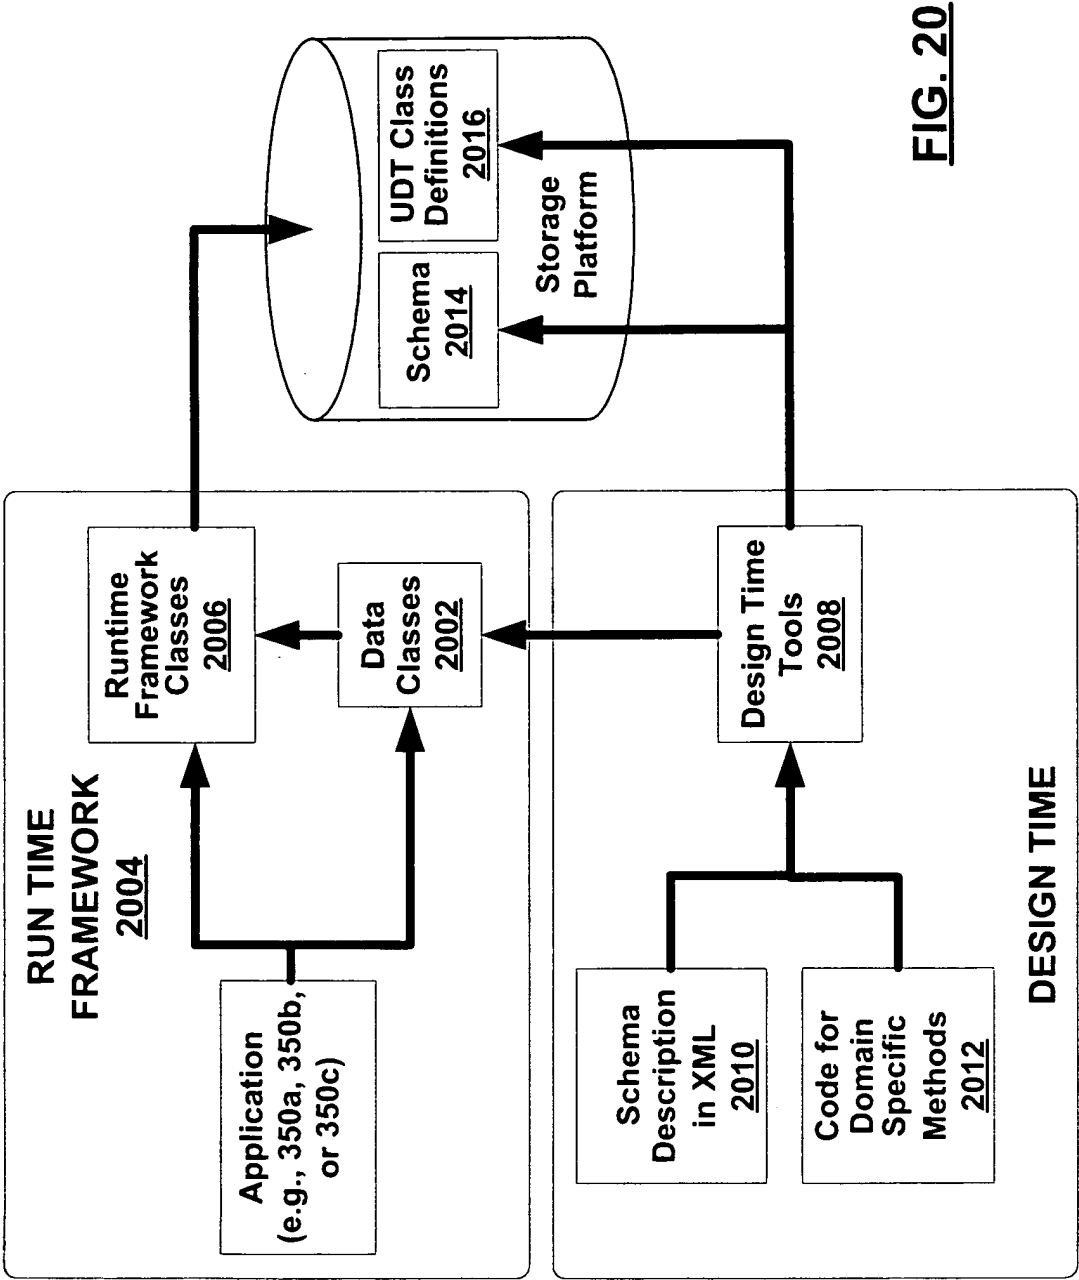 RUN TIME
FRAMEWORK
2004
Application
(e.g., 350a, 350b,
or 350c)
Runtime
Framework
Classes
2006
Data
Classes
2002
UDT Class
Definitions
2016
Schema
2014
Storage
Platform
Schema
Description
in XML
2010
Code for
Domain
Specific
Methods
2012
Design Time
Tools
2008
DESIGN TIME
FIG. 20